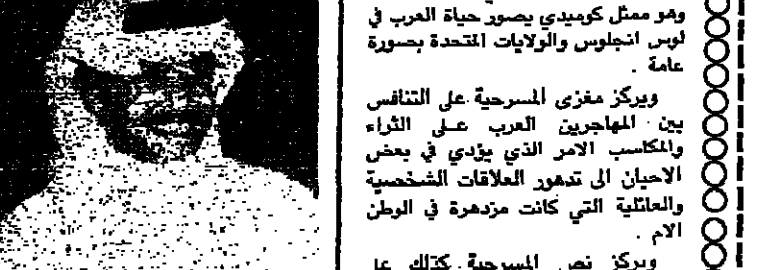 وهو ممثل كوميدي يصور حياة العرب في
لوس انجلوس والولايات المتحدة بصورة
عامة .
ويركز مغزى المسرحية على التنافس
بين المهاجرين العرب على الثراء
والمكاسب الامر الذي يؤدي في بعض
الاحيان الى تدهور العلاقات الشخصية
والعائلية التي كانت مزدهرة في الوطن
الام .
ويركز نص المسرحية كذلك على